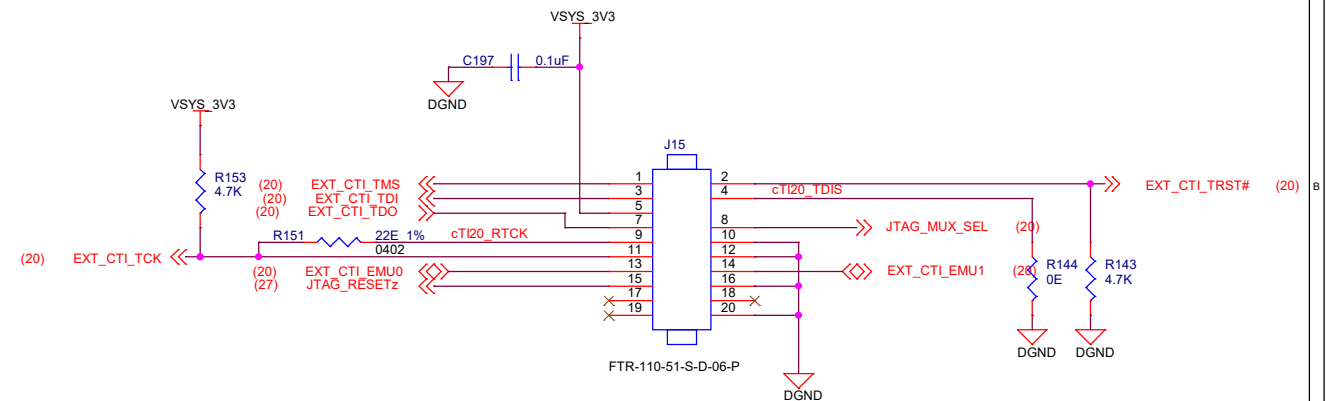 VSYS_3V3
C197 0.1uF
DGND
VSYS_3V3
J15
R153
4.7K
(20) EXT_CTI_TMS 1 2 EXT_CTI_TRST# (20)
(20) EXT_CTI_TDI 3 4 cTI20_TDIS
(20) EXT_CTI_TDO 5
7 8 JTAG_MUX_SEL (20)
R151 22E_1% cTI20_RTCK 9 10
0402
(20) EXT_CTI_TCK 11 12
(20) EXT_CTI_EMU0 13 14 EXT_CTI_EMU1 (20)
(27) JTAG_RESETz 15 16
17 18
19 20
R144
0E
R143
4.7K
DGND DGND
FTR-110-51-S-D-06-P
DGND
B